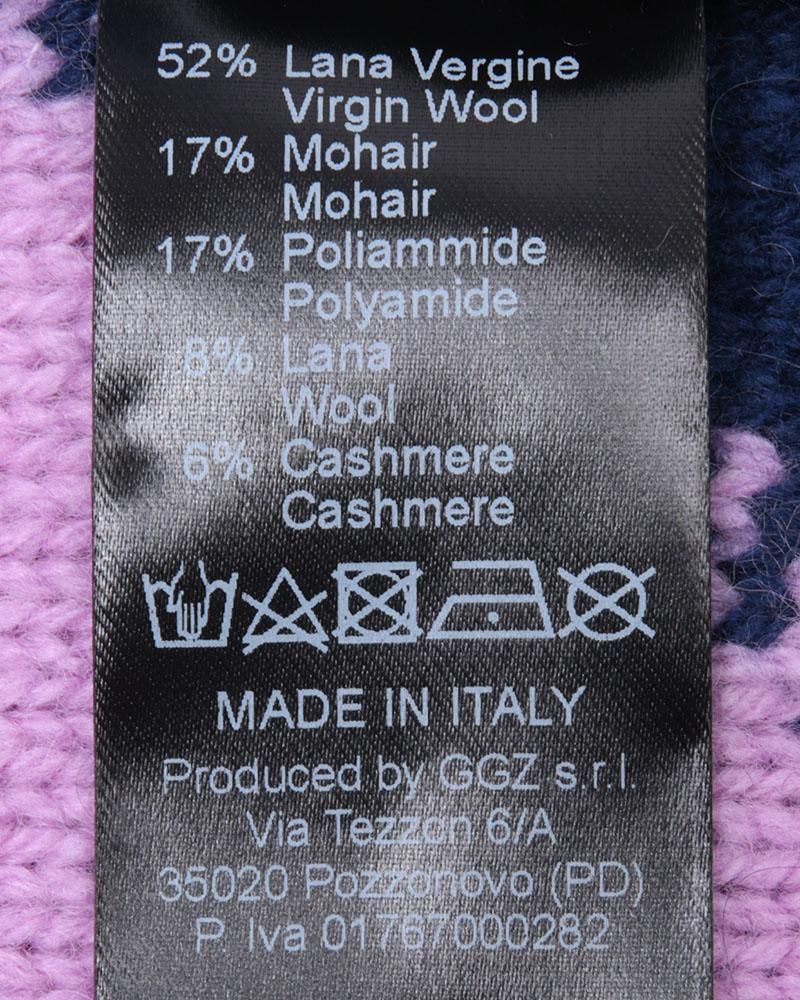 52% Lana Vergine
Virgin Wool
17% Mohair
Mohair
17% Poliammide
Polyamide
8% Lana
Wool
6% Cashmere
Cashmere
MADE IN ITALY
Produced by GGZ s.r.l.
Via Tezzon 6/A
35020 Pozzonovo (PD)
P. Iva 01767000282